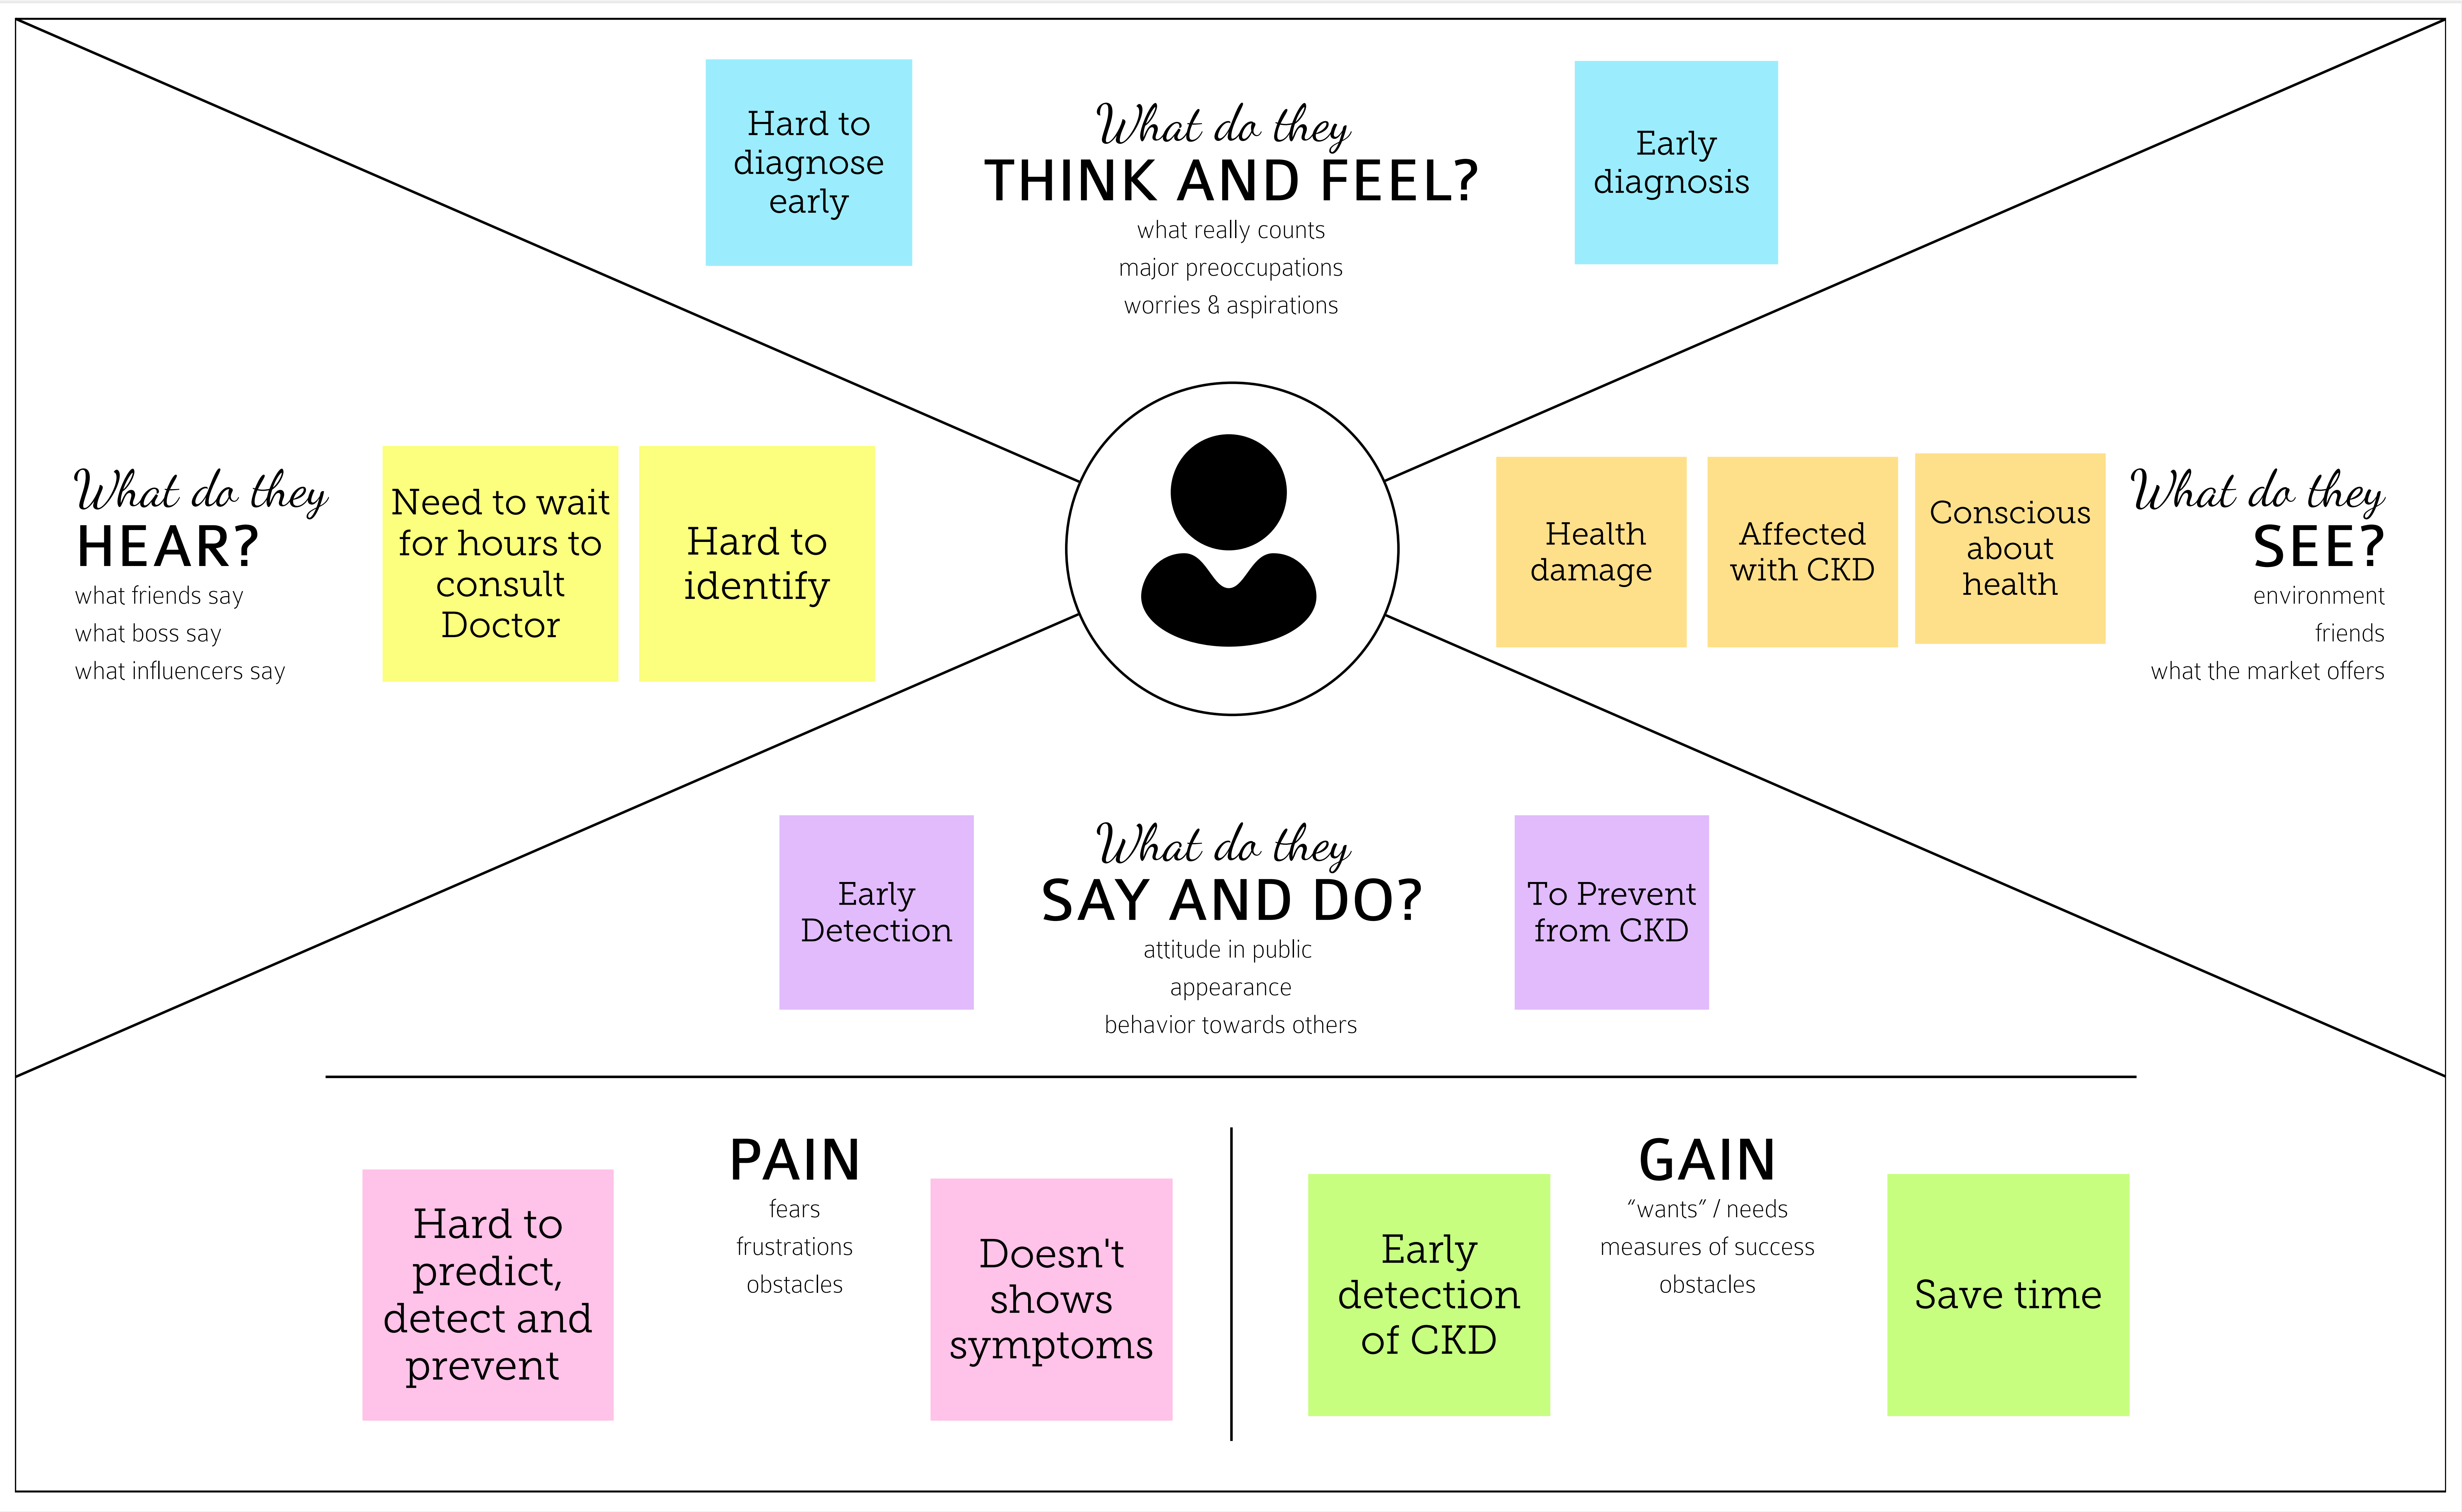 Hard to
diagnose
early
What do they
THINK AND FEEL?
what really counts
major preoccupations
worries & aspirations
Early
diagnosis
What do they
HEAR?
what friends say
what boss say
what influencers say
Need to wait
for hours to
consult
Doctor
Hard to
identify
Health
damage
Affected
with CKD
Conscious
about
health
What do they
SEE?
environment
friends
what the market offers
Early
Detection
What do they
SAY AND DO?
attitude in public
appearance
behavior towards others
To Prevent
from CKD
Hard to
predict,
detect and
prevent
PAIN
fears
frustrations
obstacles
Doesn't
shows
symptoms
Early
detection
of CKD
GAIN
“wants” / needs
measures of success
obstacles
Save time